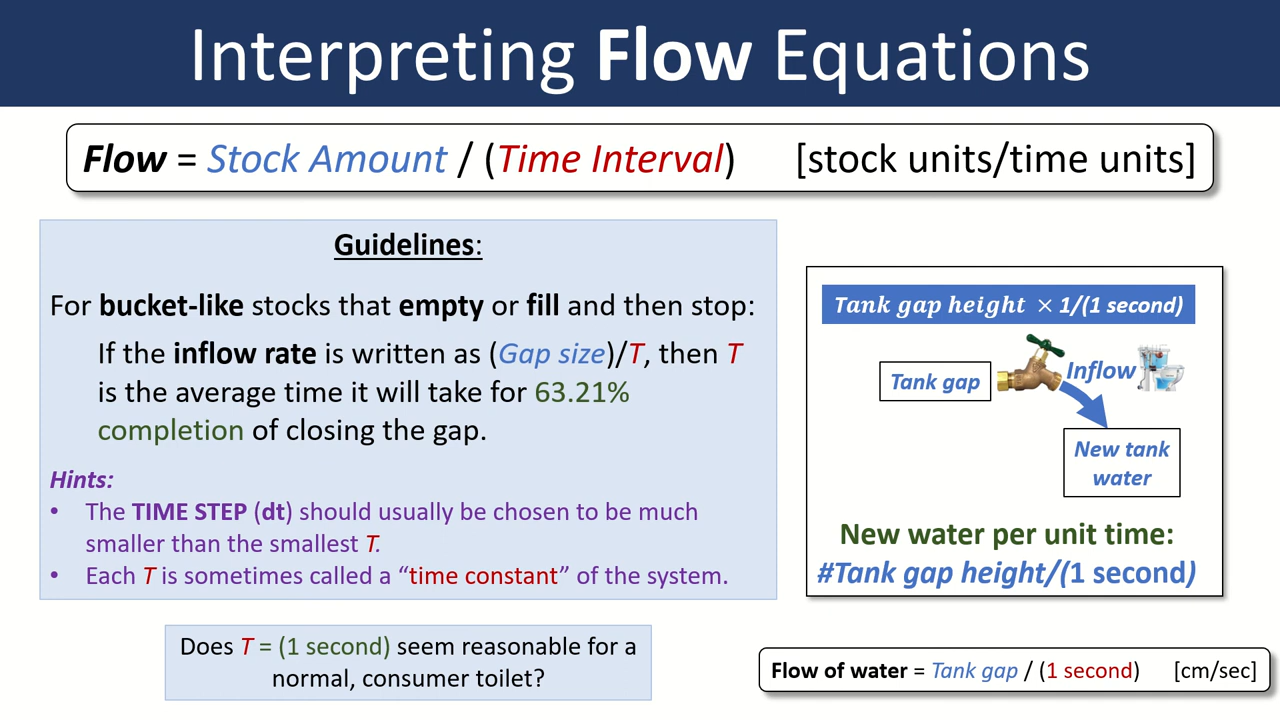 Interpreting Flow Equations
Flow = Stock Amount / (Time Interval) [stock units/time units]
Guidelines:
For bucket-like stocks that empty or fill and then stop:
If the inflow rate is written as (Gap size)/T, then T
is the average time it will take for 63.21%
completion of closing the gap.
Hints:
• The TIME STEP (dt) should usually be chosen to be much
smaller than the smallest T.
• Each T is sometimes called a “time constant” of the system.
Does T = (1 second) seem reasonable for a
normal, consumer toilet?
Tank gap height × 1/(1 second)
Tank gap
Inflow
New tank
water
New water per unit time:
#Tank gap height/(1 second)
Flow of water = Tank gap / (1 second) [cm/sec]